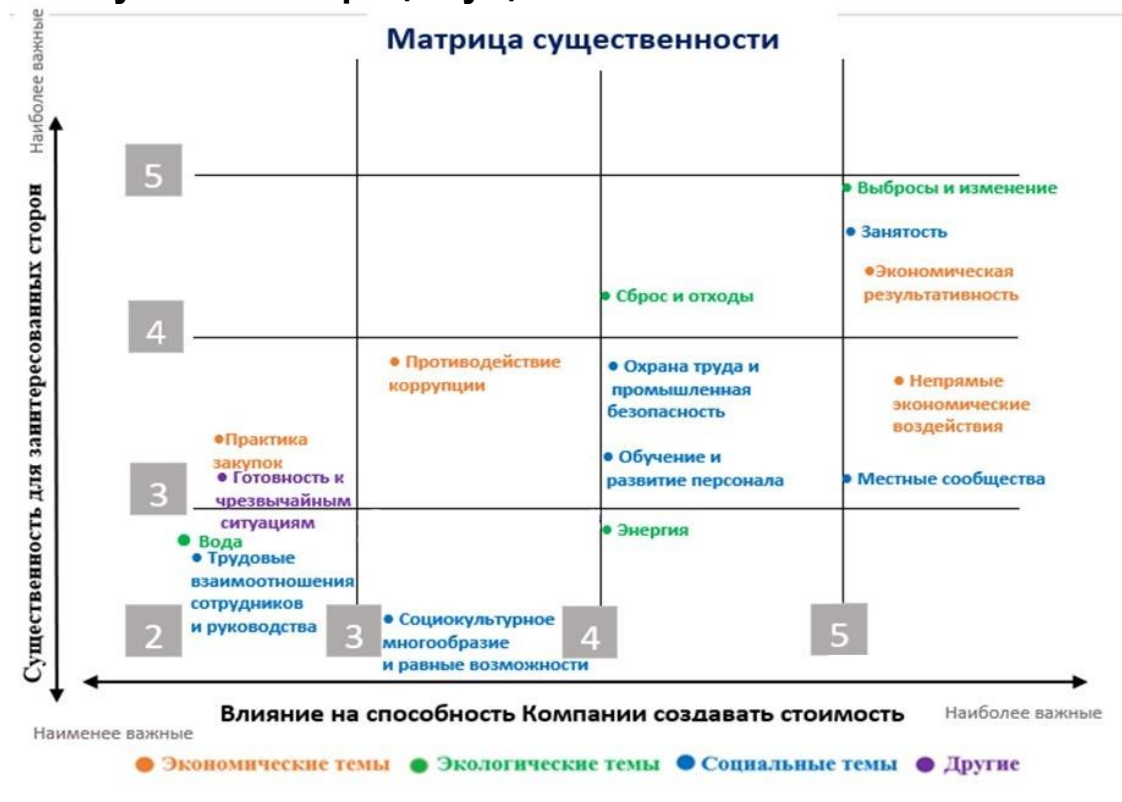 Матрица существенности
Наиболее важные
Существенность для заинтересованных сторон
5
• Выбросы и изменение
• Занятость
•Экономическая
результативность
• Сброс и отходы
4
• Противодействие
коррупции
• Охрана труда и
промышленная
безопасность
• Непрямые
экономические
воздействия
•Практика
закупок
• Обучение и
развитие персонала
• Готовность к
чрезвычайным
ситуациям
• Местные сообщества
3
• Энергия
• Вода
• Трудовые
взаимоотношения
сотрудников
и руководства
2
3
• Социокультурное
многообразие
и равные возможности
4
5
Влияние на способность Компании создавать стоимость
Наиболее важные
Наименее важные
Экономические темы
Экологические темы
Социальные темы
Другие